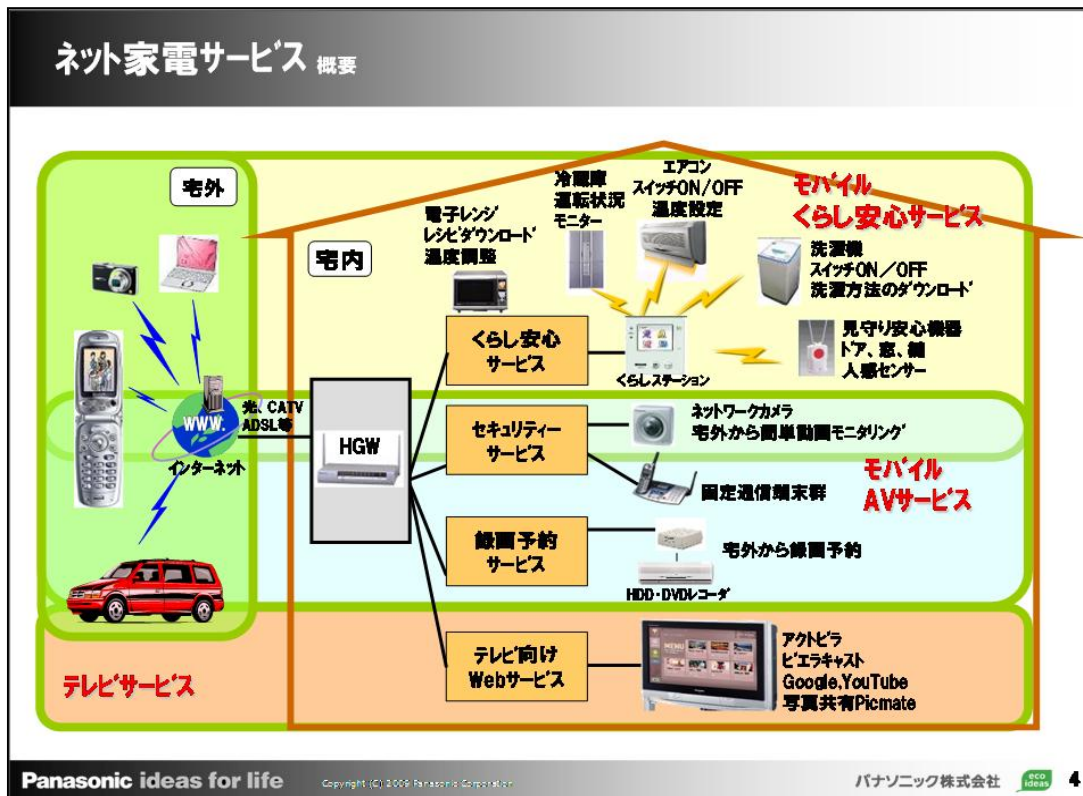 ネット家電サービス 概要
宅外
宅内
電子レンジ
レシピダウンロード
温度調整
冷蔵庫
運転状況
モニター
エアコン
スイッチON/OFF
温度設定
モバイル
くらし安心サービス
洗濯機
スイッチON/OFF
洗濯方法のダウンロード
見守り安心機器
ドア、窓、鍵
人感センサー
くらし安心
サービス
くらしステーション
WWW.
光、CATV
ADSL等
インターネット
HGW
セキュリティー
サービス
ネットワークカメラ
宅外から簡単動画モニタリング
固定通信端末群
モバイル
AVサービス
録画予約
サービス
宅外から録画予約
HDD・DVDレコーダ
テレビサービス
テレビ向け
Webサービス
MENU
アクトビラ
ビエラキャスト
Google,YouTube
写真共有Picmate
Panasonic ideas for life
Copyright (C) 2009 Panasonic Corporation
パナソニック株式会社
eco
ideas
4